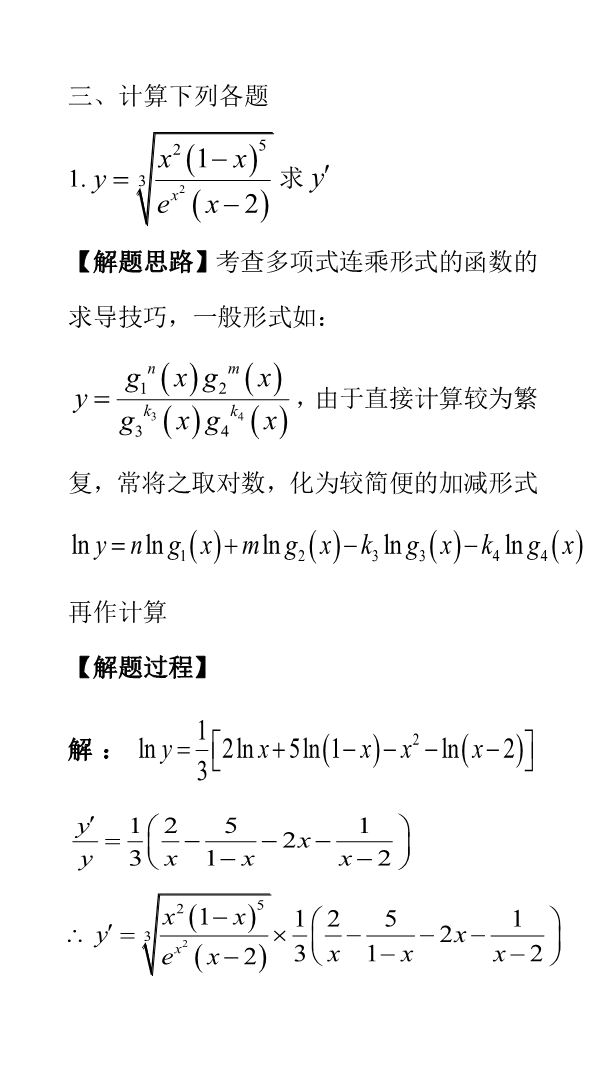 三、计算下列各题
1. $y=\sqrt[3]{\frac{x^2(1-x)^5}{e^{x^2}(x-2)}}$ 求 $y'$
【解题思路】考查多项式连乘形式的函数的
求导技巧，一般形式如：
$y=\frac{g_1^n(x)g_2^m(x)}{g_3^{k_3}(x)g_4^{k_4}(x)}$，由于直接计算较为繁
复，常将之取对数，化为较简便的加减形式
$\ln y=n\ln g_1(x)+m\ln g_2(x)-k_3\ln g_3(x)-k_4\ln g_4(x)$
再作计算
【解题过程】
解： $\ln y=\frac{1}{3}[2\ln x+5\ln(1-x)-x^2-\ln(x-2)]$
$\frac{y'}{y}=\frac{1}{3}\left(\frac{2}{x}-\frac{5}{1-x}-2x-\frac{1}{x-2}\right)$
$\therefore y'=\sqrt[3]{\frac{x^2(1-x)^5}{e^{x^2}(x-2)}}\times\frac{1}{3}\left(\frac{2}{x}-\frac{5}{1-x}-2x-\frac{1}{x-2}\right)$